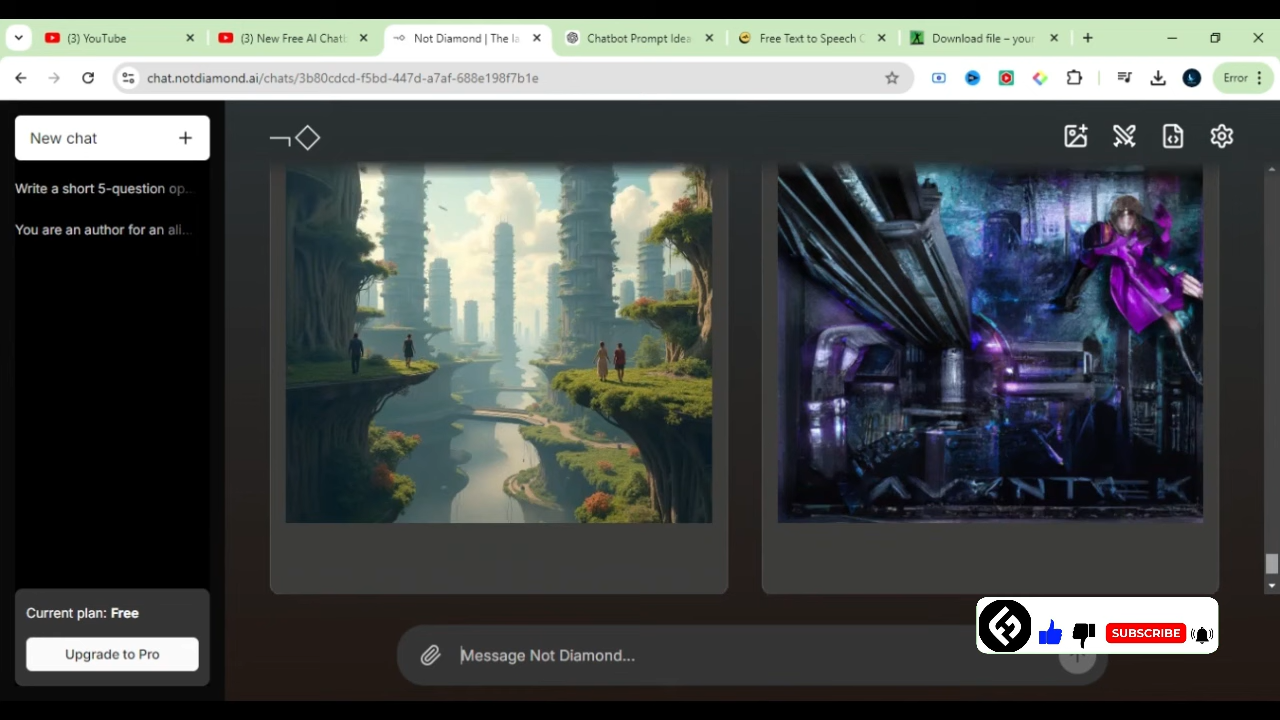 (3) YouTube
(3) New Free AI Chatb
Not Diamond | The la
Chatbot Prompt Idea
Free Text to Speech
Download file – your
chat.notdiamond.ai/chats/3b80cdcd-f5bd-447d-a7af-688e198f7b1e
Error
New chat
Write a short 5-question op...
You are an author for an ali...
Current plan: Free
Upgrade to Pro
Message Not Diamond...
SUBSCRIBE